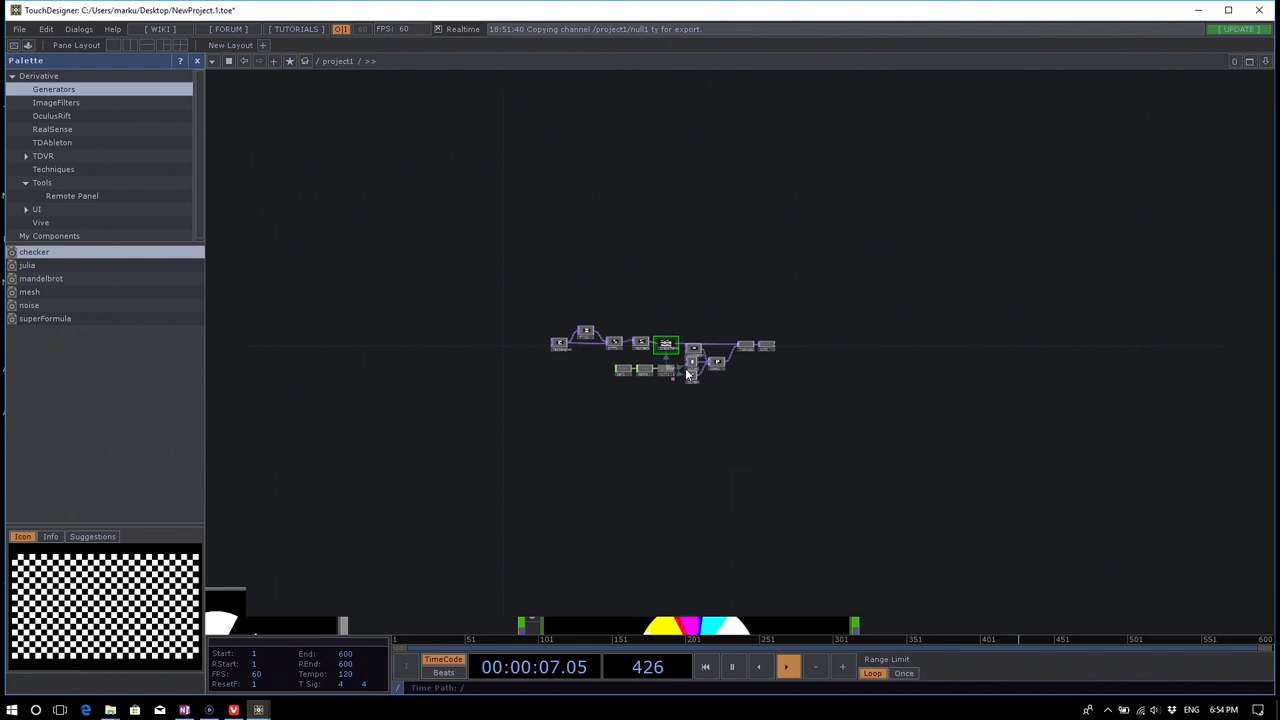 TouchDesigner: C:/Users/marku/Desktop/NewProject.1.toe*
File Edit Dialogs [ WIKI ] [ FORUM ] [ TUTORIALS ] O|I 60 FPS: 60 Realtime 18:51:40 Copying channel /project1/null1 ty for export. [ UPDATE ]
Pane Layout New Layout +
Palette ? x / project1 / >> 0
Derivative
Generators
ImageFilters
OculusRift
RealSense
TDAbleton
TDVR
Techniques
Tools
Remote Panel
UI
Vive
My Components
checker
julia
mandelbrot
mesh
noise
superFormula
Icon Info Suggestions
1 51 101 151 201 251 301 351 401 451 501 551 600
Start: 1 End: 600
RStart: 1 REnd: 600
FPS: 60 Tempo: 120
ResetF: 1 T Sig: 4 4
TimeCode
Beats
00:00:07.05 426
Range Limit
Loop Once
/ Time Path: /
6:54 PM